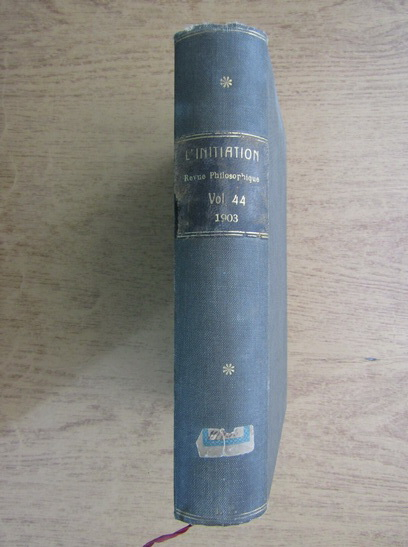 L'INITIATION
Revue Philosophique
Vol 44
1903